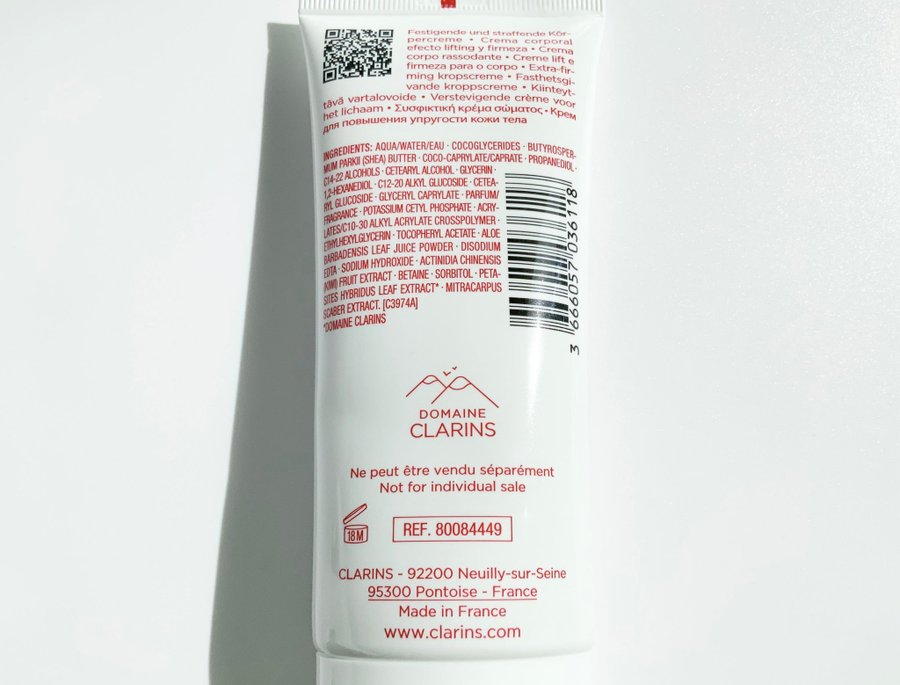 Festigende und straffende Kör-
percreme • Crema corporal
efecto lifting y firmeza • Crema
corpo rassodante • Creme lift e
firmeza para o corpo • Extra-fir-
ming kropscreme • Fasthetsgi-
vande kroppscreme • Kiinteyt-
tävä vartalovoide • Verstevigende crème voor
het lichaam • Συσφικτική κρέμα σώματος • Крем
для повышения упругости кожи тела
INGREDIENTS: AQUA/WATER/EAU · COCOGLYCERIDES · BUTYROSPER-
MUM PARKII (SHEA) BUTTER · COCO-CAPRYLATE/CAPRATE · PROPANEDIOL ·
C14-22 ALCOHOLS · CETEARYL ALCOHOL · GLYCERIN ·
1,2-HEXANEDIOL · C12-20 ALKYL GLUCOSIDE · CETEA-
RYL GLUCOSIDE · GLYCERYL CAPRYLATE · PARFUM/
FRAGRANCE · POTASSIUM CETYL PHOSPHATE · ACRY-
LATES/C10-30 ALKYL ACRYLATE CROSSPOLYMER ·
ETHYLHEXYLGLYCERIN · TOCOPHERYL ACETATE · ALOE
BARBADENSIS LEAF JUICE POWDER · DISODIUM
EDTA · SODIUM HYDROXIDE · ACTINIDIA CHINENSIS
(KIWI) FRUIT EXTRACT · BETAINE · SORBITOL · PETA-
SITES HYBRIDUS LEAF EXTRACT* · MITRACARPUS
SCABER EXTRACT. [C3974A]
*DOMAINE CLARINS
3 666057 036118
DOMAINE
CLARINS
Ne peut être vendu séparément
Not for individual sale
18M
REF. 80084449
CLARINS - 92200 Neuilly-sur-Seine
95300 Pontoise - France
Made in France
www.clarins.com